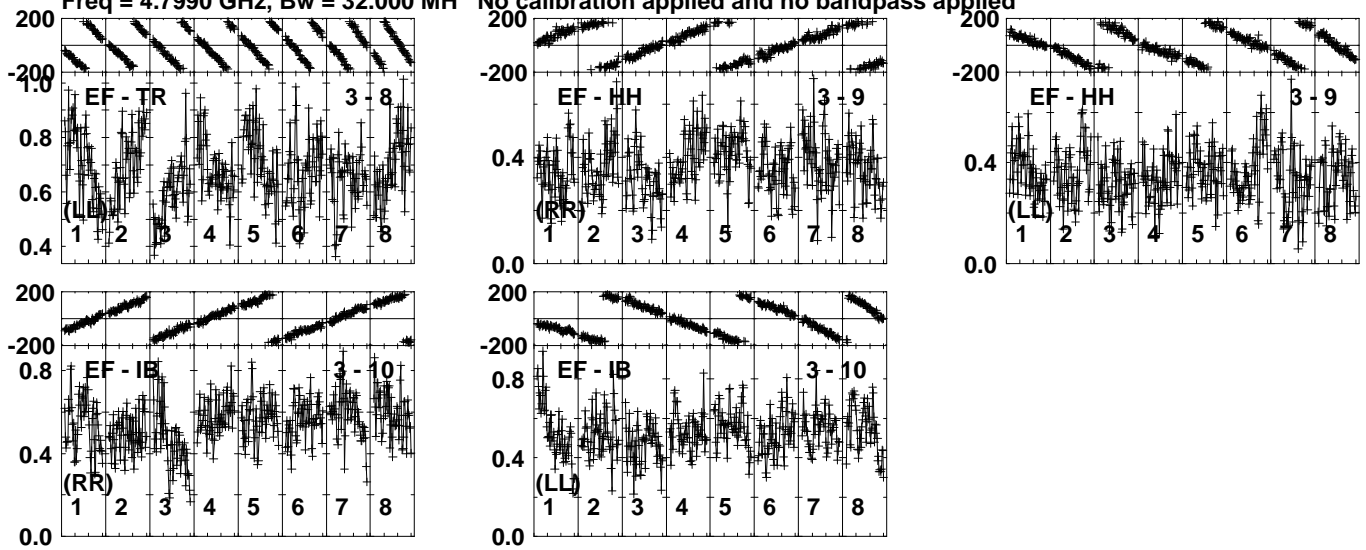 Freq = 4.7990 GHz, Bw = 32.000 MH No calibration applied and no bandpass applied
200
-200
1.0
0.8
0.6
0.4
EF - TR
3 - 8
(LL)
1 2 3 4 5 6 7 8
200
-200
0.4
0.0
EF - HH
3 - 9
(RR)
1 2 3 4 5 6 7 8
200
-200
0.4
0.0
EF - HH
3 - 9
(LL)
1 2 3 4 5 6 7 8
200
-200
0.8
0.4
0.0
EF - IB
3 - 10
(RR)
1 2 3 4 5 6 7 8
200
-200
0.8
0.4
0.0
EF - IB
3 - 10
(LL)
1 2 3 4 5 6 7 8